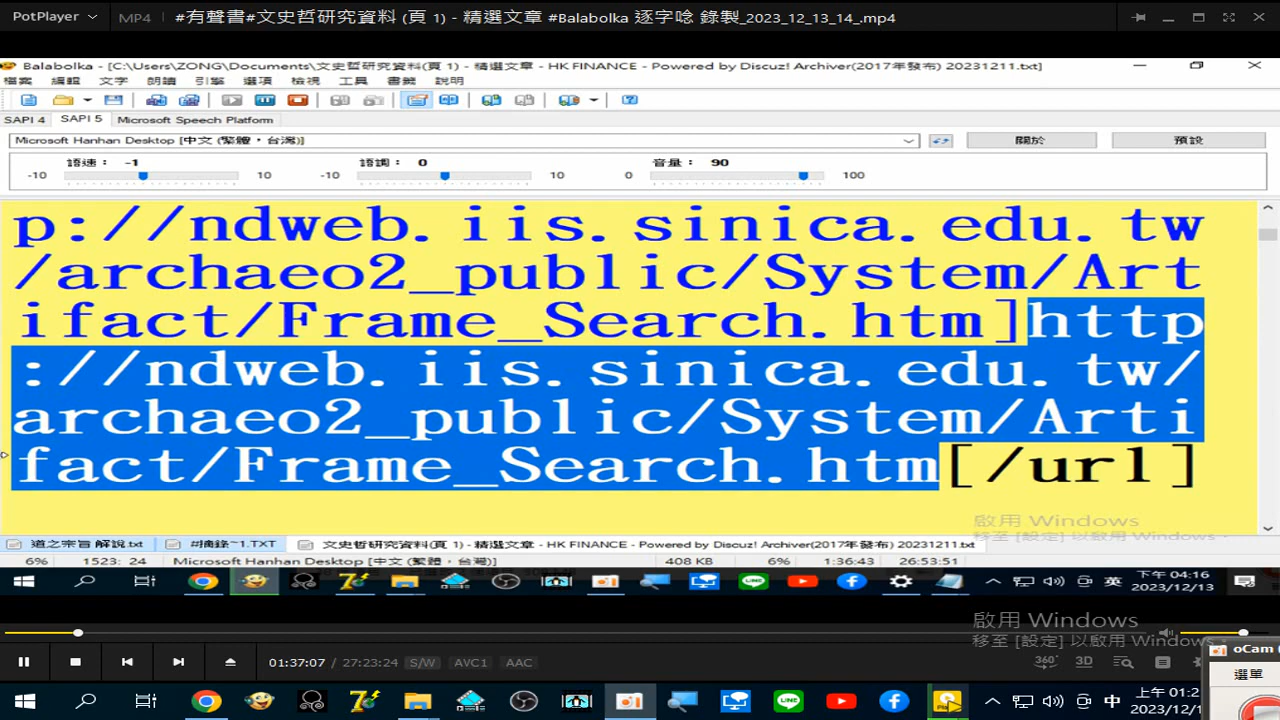 PotPlayer MP4 #有聲書#文史哲研究資料 (頁 1) - 精選文章 #Balabolka 逐字唸 錄製_2023_12_13_14_.mp4
Balabolka - [C:\Users\ZONG\Documents\文史哲研究資料(頁 1) - 精選文章 - HK FINANCE - Powered by Discuz! Archiver(2017年發布) 20231211.txt]
檔案 編輯 文字 朗讀 引擎 選項 檢視 工具 書籤 說明
SAPI 4 SAPI 5 Microsoft Speech Platform
Microsoft Hanhan Desktop [中文 (繁體，台灣)] 關於 預設
語速： -1 語調： 0 音量： 90
-10 10 -10 10 0 100
p://ndweb.iis.sinica.edu.tw
/archaeo2_public/System/Art
ifact/Frame_Search.htm]http
://ndweb.iis.sinica.edu.tw/
archaeo2_public/System/Arti
fact/Frame_Search.htm[/url]
啟用 Windows
移至 [設定] 以啟用 Windows。
道之宗旨 解說.txt #摘錄~1.TXT 文史哲研究資料(頁 1) - 精選文章 - HK FINANCE - Powered by Discuz! Archiver(2017年發布) 20231211.txt
6% 1523: 24 Microsoft Hanhan Desktop [中文 (繁體，台灣)] 408 KB 6% 1:36:43 26:53:51
英 下午 04:16
2023/12/13
啟用 Windows
移至 [設定] 以啟用 Windows。
oCam (
01:37:07 / 27:23:24 S/W AVC1 AAC 360° 3D
選單
中 上午 01:2
2023/12/1